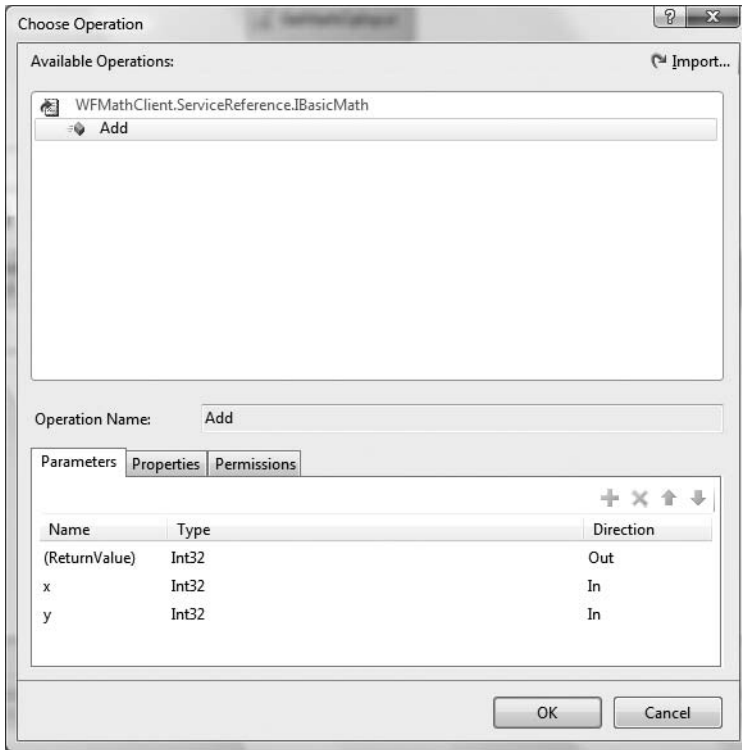 Choose Operation
Available Operations:
Import...
WFMathClient.ServiceReference.IBasicMath
Add
Operation Name: Add
Parameters Properties Permissions
Name Type Direction
(ReturnValue) Int32 Out
x Int32 In
y Int32 In
OK Cancel